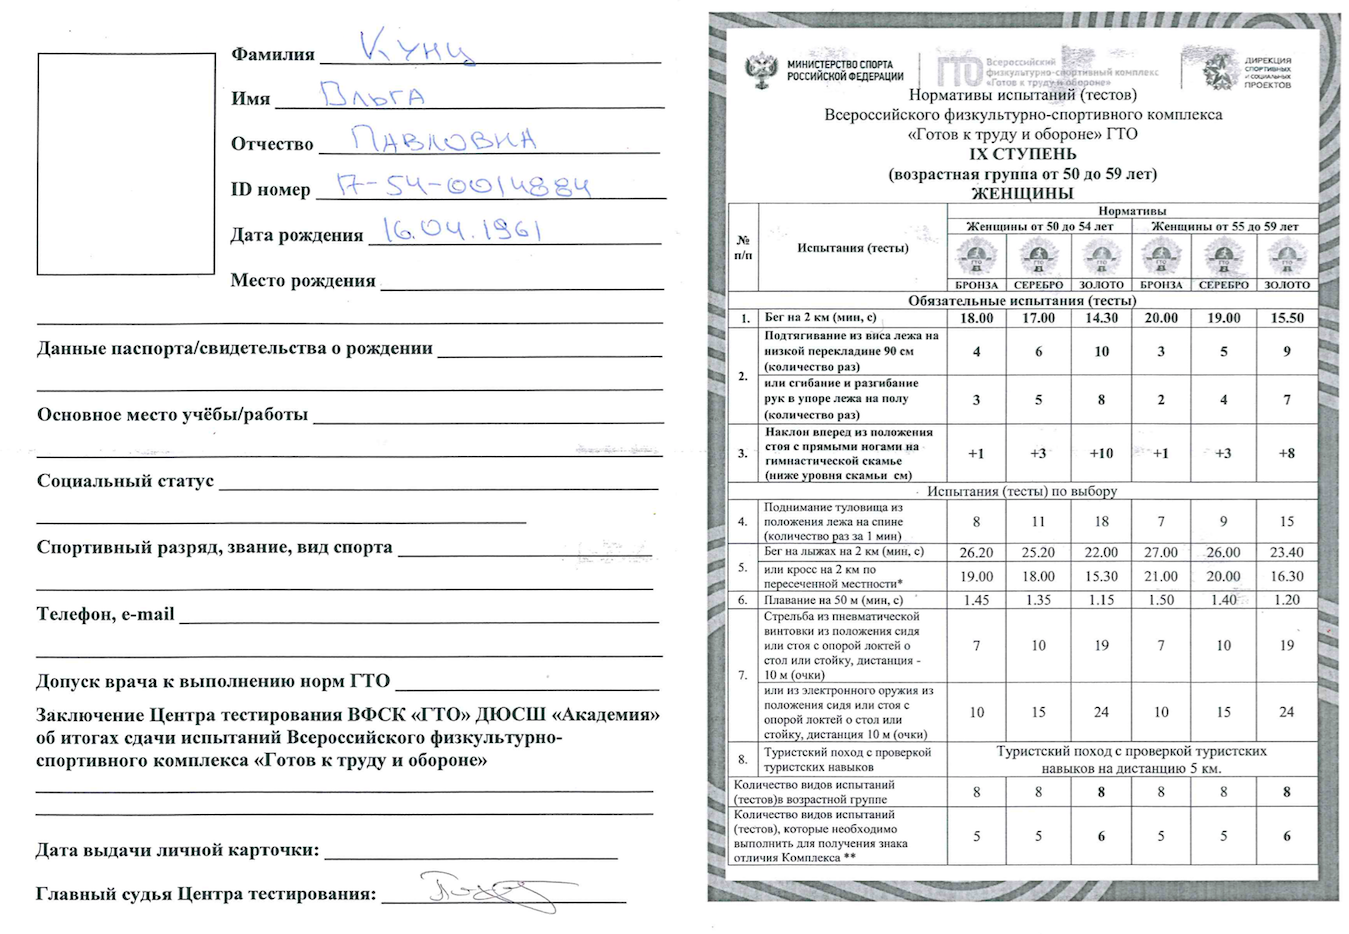 Фамилия Кунц
Имя Ольга
Отчество Павловна
ID номер 17-54-0014884
Дата рождения 16.04.1961
Место рождения
Данные паспорта/свидетельства о рождении
Основное место учёбы/работы
Социальный статус
Спортивный разряд, звание, вид спорта
Телефон, e-mail
Допуск врача к выполнению норм ГТО
Заключение Центра тестирования ВФСК «ГТО» ДЮСШ «Академия»
об итогах сдачи испытаний Всероссийского физкультурно-
спортивного комплекса «Готов к труду и обороне»
Дата выдачи личной карточки:
Главный судья Центра тестирования:
МИНИСТЕРСТВО СПОРТА
РОССИЙСКОЙ ФЕДЕРАЦИИ
ГТО
Всероссийский
физкультурно-спортивный комплекс
«Готов к труду и обороне»
ДИРЕКЦИЯ
СПОРТИВНЫХ
и СОЦИАЛЬНЫХ
ПРОЕКТОВ
Нормативы испытаний (тестов)
Всероссийского физкультурно-спортивного комплекса
«Готов к труду и обороне» ГТО
IX СТУПЕНЬ
(возрастная группа от 50 до 59 лет)
ЖЕНЩИНЫ
№ п/п Испытания (тесты) Нормативы
Женщины от 50 до 54 лет Женщины от 55 до 59 лет
БРОНЗА СЕРЕБРО ЗОЛОТО БРОНЗА СЕРЕБРО ЗОЛОТО
Обязательные испытания (тесты)
1. Бег на 2 км (мин, с) 18.00 17.00 14.30 20.00 19.00 15.50
2. Подтягивание из виса лежа на
низкой перекладине 90 см 4 6 10 3 5 9
(количество раз)
или сгибание и разгибание
рук в упоре лежа на полу 3 5 8 2 4 7
(количество раз)
3. Наклон вперед из положения
стоя с прямыми ногами на
гимнастической скамье +1 +3 +10 +1 +3 +8
(ниже уровня скамьи см)
Испытания (тесты) по выбору
4. Поднимание туловища из
положения лежа на спине 8 11 18 7 9 15
(количество раз за 1 мин)
5. Бег на лыжах на 2 км (мин, с) 26.20 25.20 22.00 27.00 26.00 23.40
или кросс на 2 км по
пересеченной местности* 19.00 18.00 15.30 21.00 20.00 16.30
6. Плавание на 50 м (мин, с) 1.45 1.35 1.15 1.50 1.40 1.20
7. Стрельба из пневматической
винтовки из положения сидя
или стоя с опорой локтей о 7 10 19 7 10 19
стол или стойку, дистанция -
10 м (очки)
или из электронного оружия из
положения сидя или стоя с 10 15 24 10 15 24
опорой локтей о стол или
стойку, дистанция 10 м (очки)
8. Туристский поход с проверкой
туристских навыков
Туристский поход с проверкой туристских
навыков на дистанцию 5 км.
Количество видов испытаний
(тестов)в возрастной группе 8 8 8 8 8 8
Количество видов испытаний
(тестов), которые необходимо
выполнить для получения знака 5 5 6 5 5 6
отличия Комплекса **